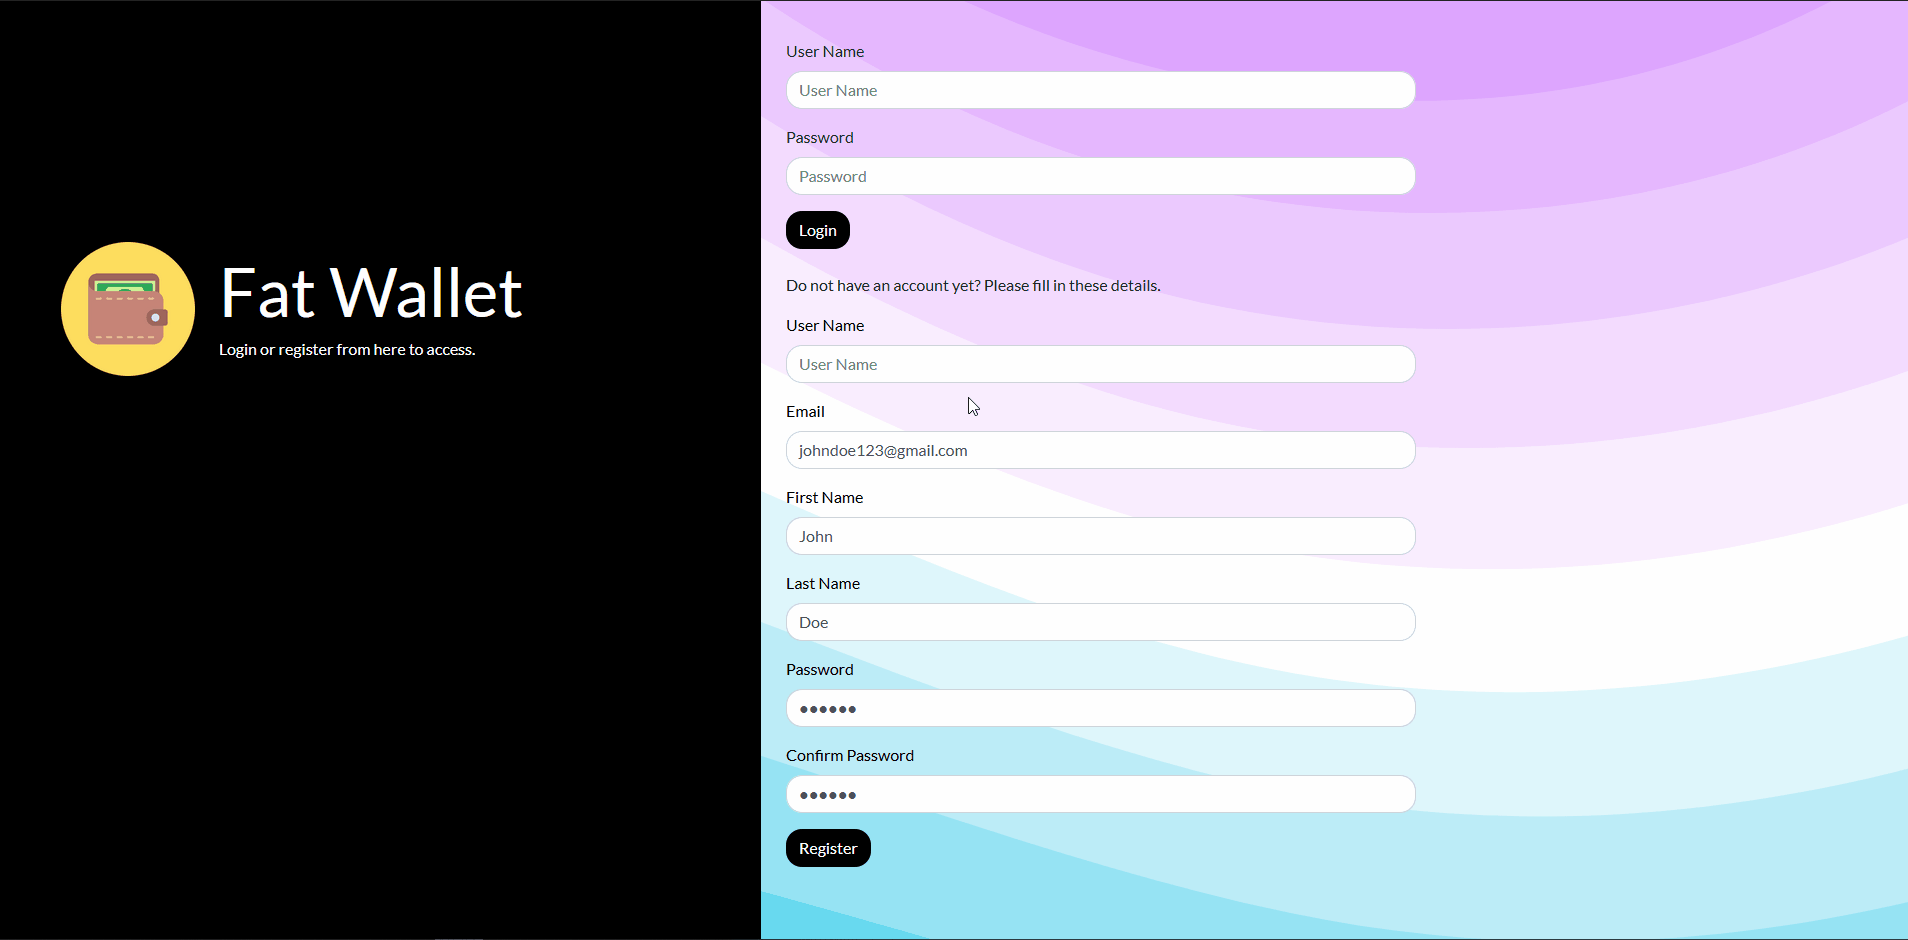 Fat Wallet
Login or register from here to access.
User Name
User Name
Password
Password
Login
Do not have an account yet? Please fill in these details.
User Name
User Name
Email
johndoe123@gmail.com
First Name
John
Last Name
Doe
Password
●●●●●●
Confirm Password
●●●●●●
Register